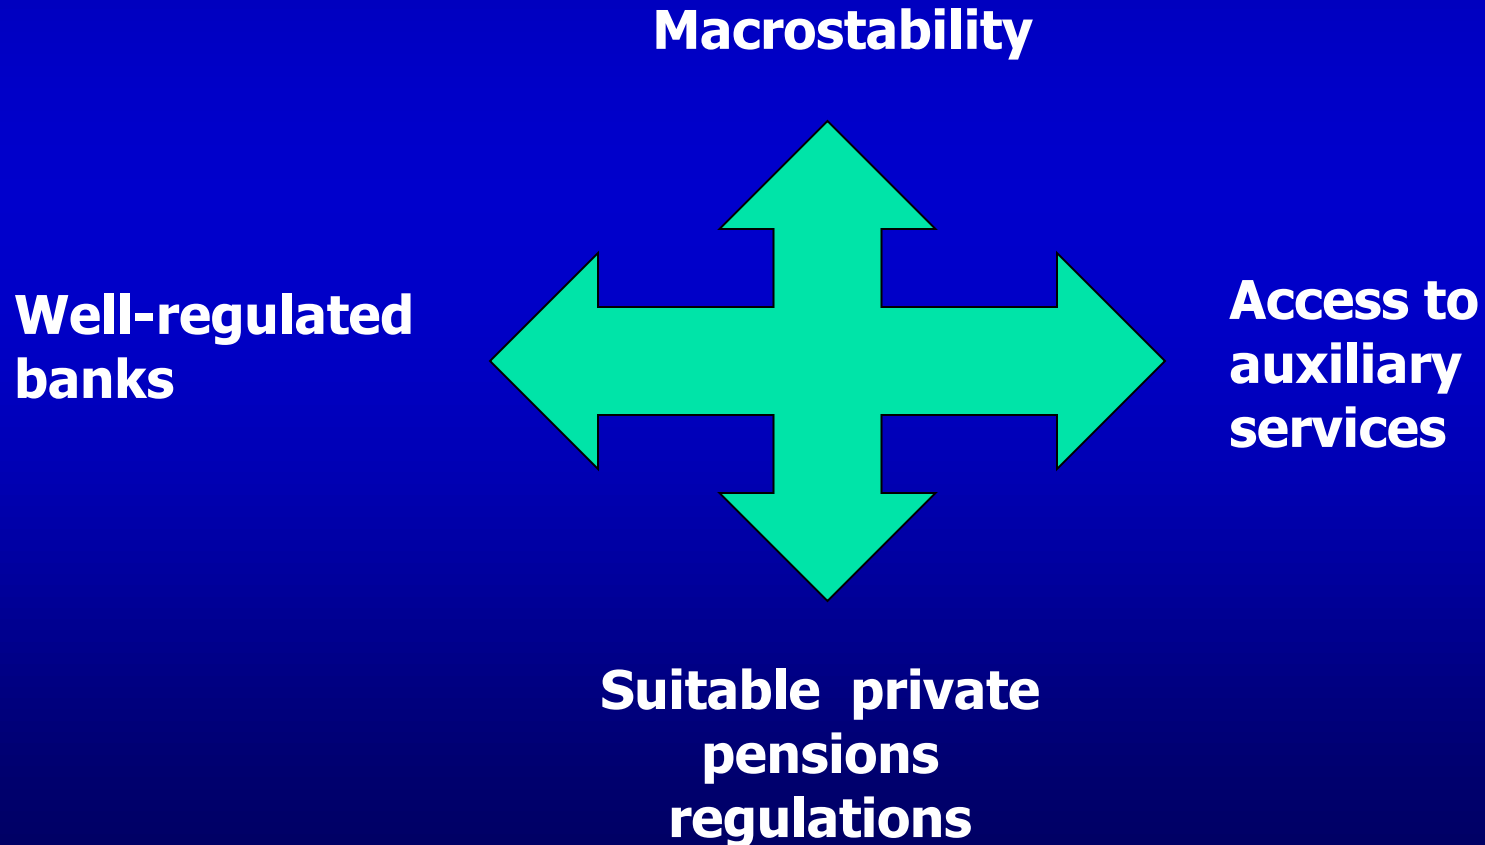 Macrostability
Well-regulated
banks
Access to
auxiliary
services
Suitable  private
pensions
regulations